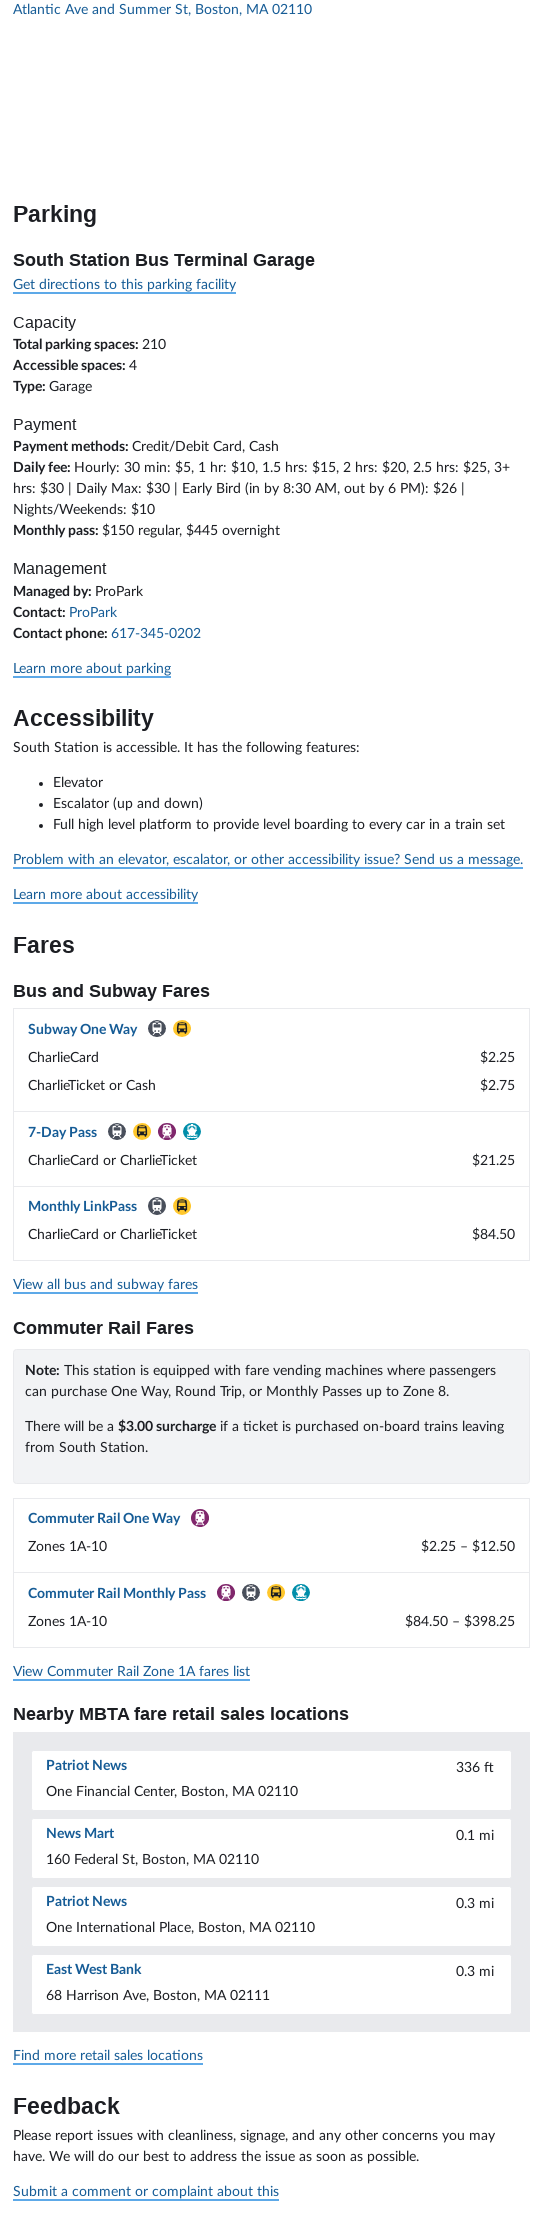 Atlantic Ave and Summer St, Boston, MA 02110
Parking
South Station Bus Terminal Garage
Get directions to this parking facility
Capacity
Total parking spaces: 210
Accessible spaces: 4
Type: Garage
Payment
Payment methods: Credit/Debit Card, Cash
Daily fee: Hourly: 30 min: $5, 1 hr: $10, 1.5 hrs: $15, 2 hrs: $20, 2.5 hrs: $25, 3+
hrs: $30 | Daily Max: $30 | Early Bird (in by 8:30 AM, out by 6 PM): $26 |
Nights/Weekends: $10
Monthly pass: $150 regular, $445 overnight
Management
Managed by: ProPark
Contact: ProPark
Contact phone: 617-345-0202
Learn more about parking
Accessibility
South Station is accessible. It has the following features:
• Elevator
• Escalator (up and down)
• Full high level platform to provide level boarding to every car in a train set
Problem with an elevator, escalator, or other accessibility issue? Send us a message.
Learn more about accessibility
Fares
Bus and Subway Fares
Subway One Way
CharlieCard $2.25
CharlieTicket or Cash $2.75
7-Day Pass
CharlieCard or CharlieTicket $21.25
Monthly LinkPass
CharlieCard or CharlieTicket $84.50
View all bus and subway fares
Commuter Rail Fares
Note: This station is equipped with fare vending machines where passengers
can purchase One Way, Round Trip, or Monthly Passes up to Zone 8.
There will be a $3.00 surcharge if a ticket is purchased on-board trains leaving
from South Station.
Commuter Rail One Way
Zones 1A-10 $2.25 – $12.50
Commuter Rail Monthly Pass
Zones 1A-10 $84.50 – $398.25
View Commuter Rail Zone 1A fares list
Nearby MBTA fare retail sales locations
Patriot News 336 ft
One Financial Center, Boston, MA 02110
News Mart 0.1 mi
160 Federal St, Boston, MA 02110
Patriot News 0.3 mi
One International Place, Boston, MA 02110
East West Bank 0.3 mi
68 Harrison Ave, Boston, MA 02111
Find more retail sales locations
Feedback
Please report issues with cleanliness, signage, and any other concerns you may
have. We will do our best to address the issue as soon as possible.
Submit a comment or complaint about this